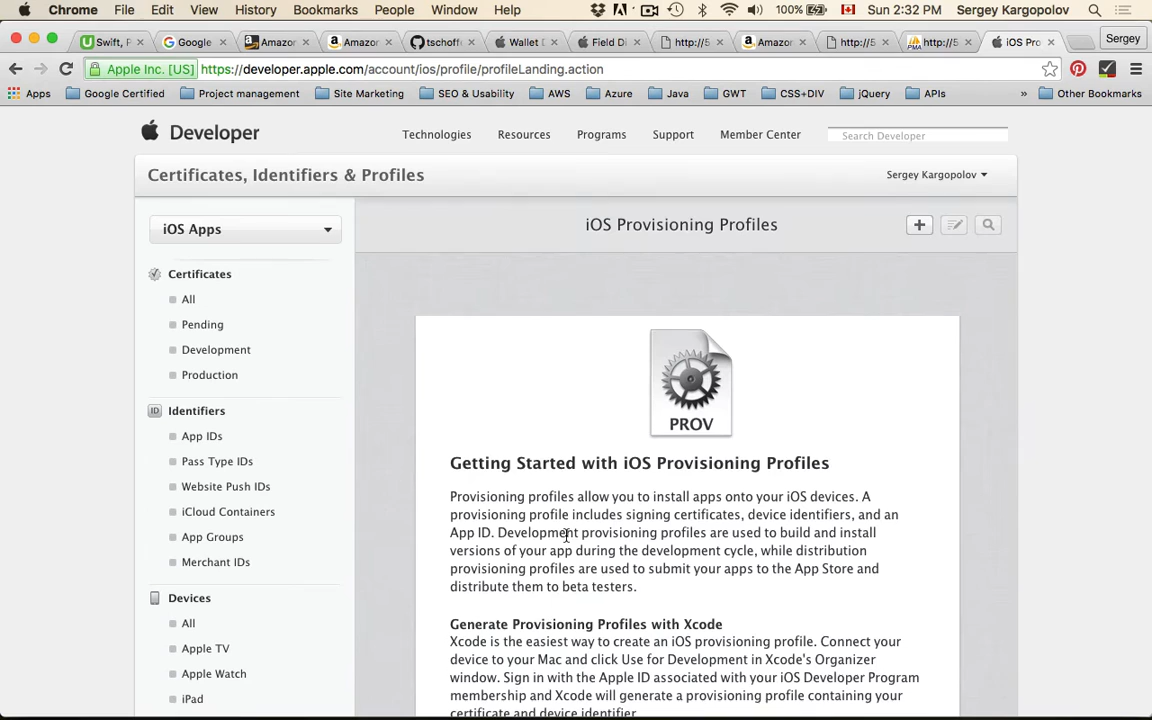 Chrome File Edit View History Bookmarks People Window Help 100% Sun 2:32 PM Sergey Kargopolov
Swift, P Google Amazon Amazon tschoff Wallet D Field Di http://5 Amazon http://5 http://5 iOS Pro Sergey
Apple Inc. [US] https://developer.apple.com/account/ios/profile/profileLanding.action
Apps Google Certified Project management Site Marketing SEO & Usability AWS Azure Java GWT CSS+DIV jQuery APIs » Other Bookmarks
Developer Technologies Resources Programs Support Member Center Search Developer
Certificates, Identifiers & Profiles Sergey Kargopolov
iOS Apps
iOS Provisioning Profiles
Certificates
All
Pending
Development
Production
ID Identifiers
App IDs
Pass Type IDs
Website Push IDs
iCloud Containers
App Groups
Merchant IDs
Devices
All
Apple TV
Apple Watch
iPad
PROV
Getting Started with iOS Provisioning Profiles
Provisioning profiles allow you to install apps onto your iOS devices. A
provisioning profile includes signing certificates, device identifiers, and an
App ID. Development provisioning profiles are used to build and install
versions of your app during the development cycle, while distribution
provisioning profiles are used to submit your apps to the App Store and
distribute them to beta testers.
Generate Provisioning Profiles with Xcode
Xcode is the easiest way to create an iOS provisioning profile. Connect your
device to your Mac and click Use for Development in Xcode's Organizer
window. Sign in with the Apple ID associated with your iOS Developer Program
membership and Xcode will generate a provisioning profile containing your
certificate and device identifier.